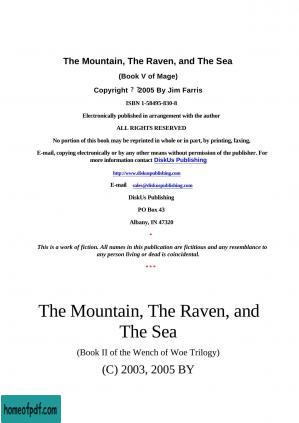 The Mountain, The Raven, and The Sea
(Book V of Mage)
Copyright ? ?2005 By Jim Farris
ISBN 1-58495-830-8
Electronically published in arrangement with the author
ALL RIGHTS RESERVED
No portion of this book may be reprinted in whole or in part, by printing, faxing,
E-mail, copying electronically or by any other means without permission of the publisher. For
more information contact DiskUs Publishing
http://www.diskuspublishing.com
E-mail sales@diskuspublishing.com
DiskUs Publishing
PO Box 43
Albany, IN 47320
*
This is a work of fiction. All names in this publication are fictitious and any resemblance to
any person living or dead is coincidental.
* * *
The Mountain, The Raven, and
The Sea
(Book II of the Wench of Woe Trilogy)
(C) 2003, 2005 BY
homeofpdf.com